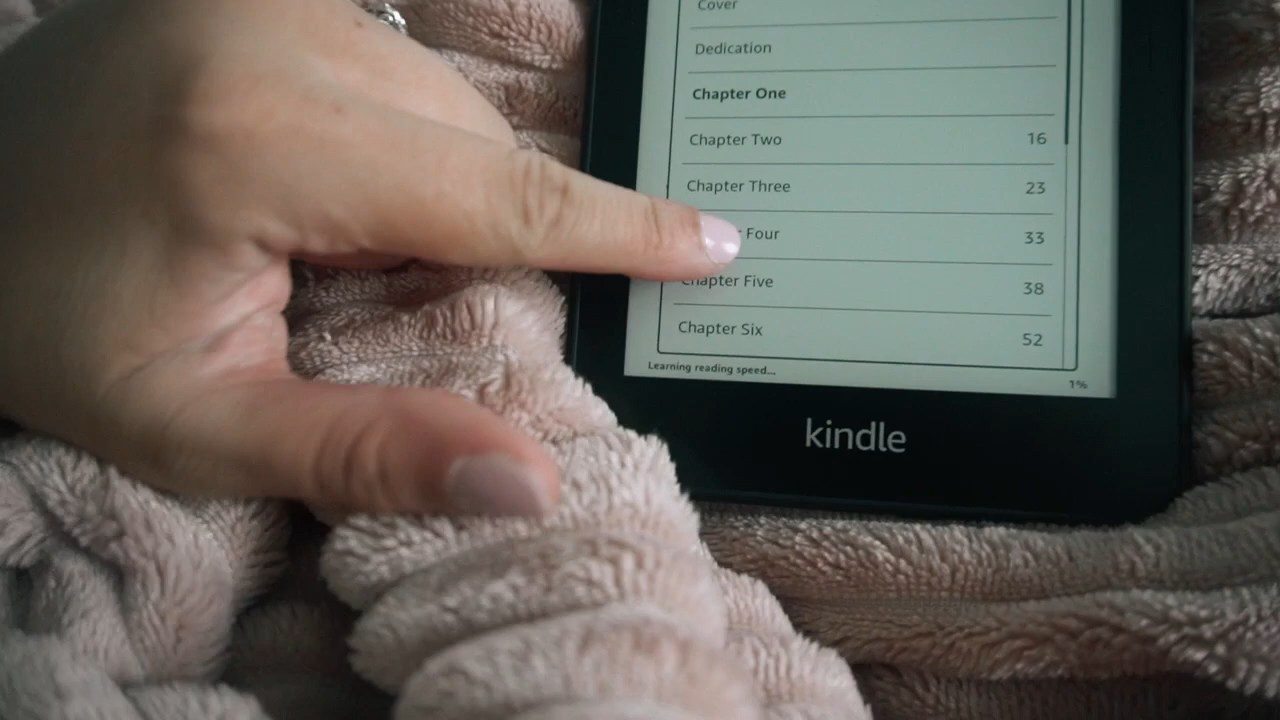 Cover
Dedication
Chapter One
Chapter Two 16
Chapter Three 23
Four 33
Chapter Five 38
Chapter Six 52
Learning reading speed... 1%
kindle